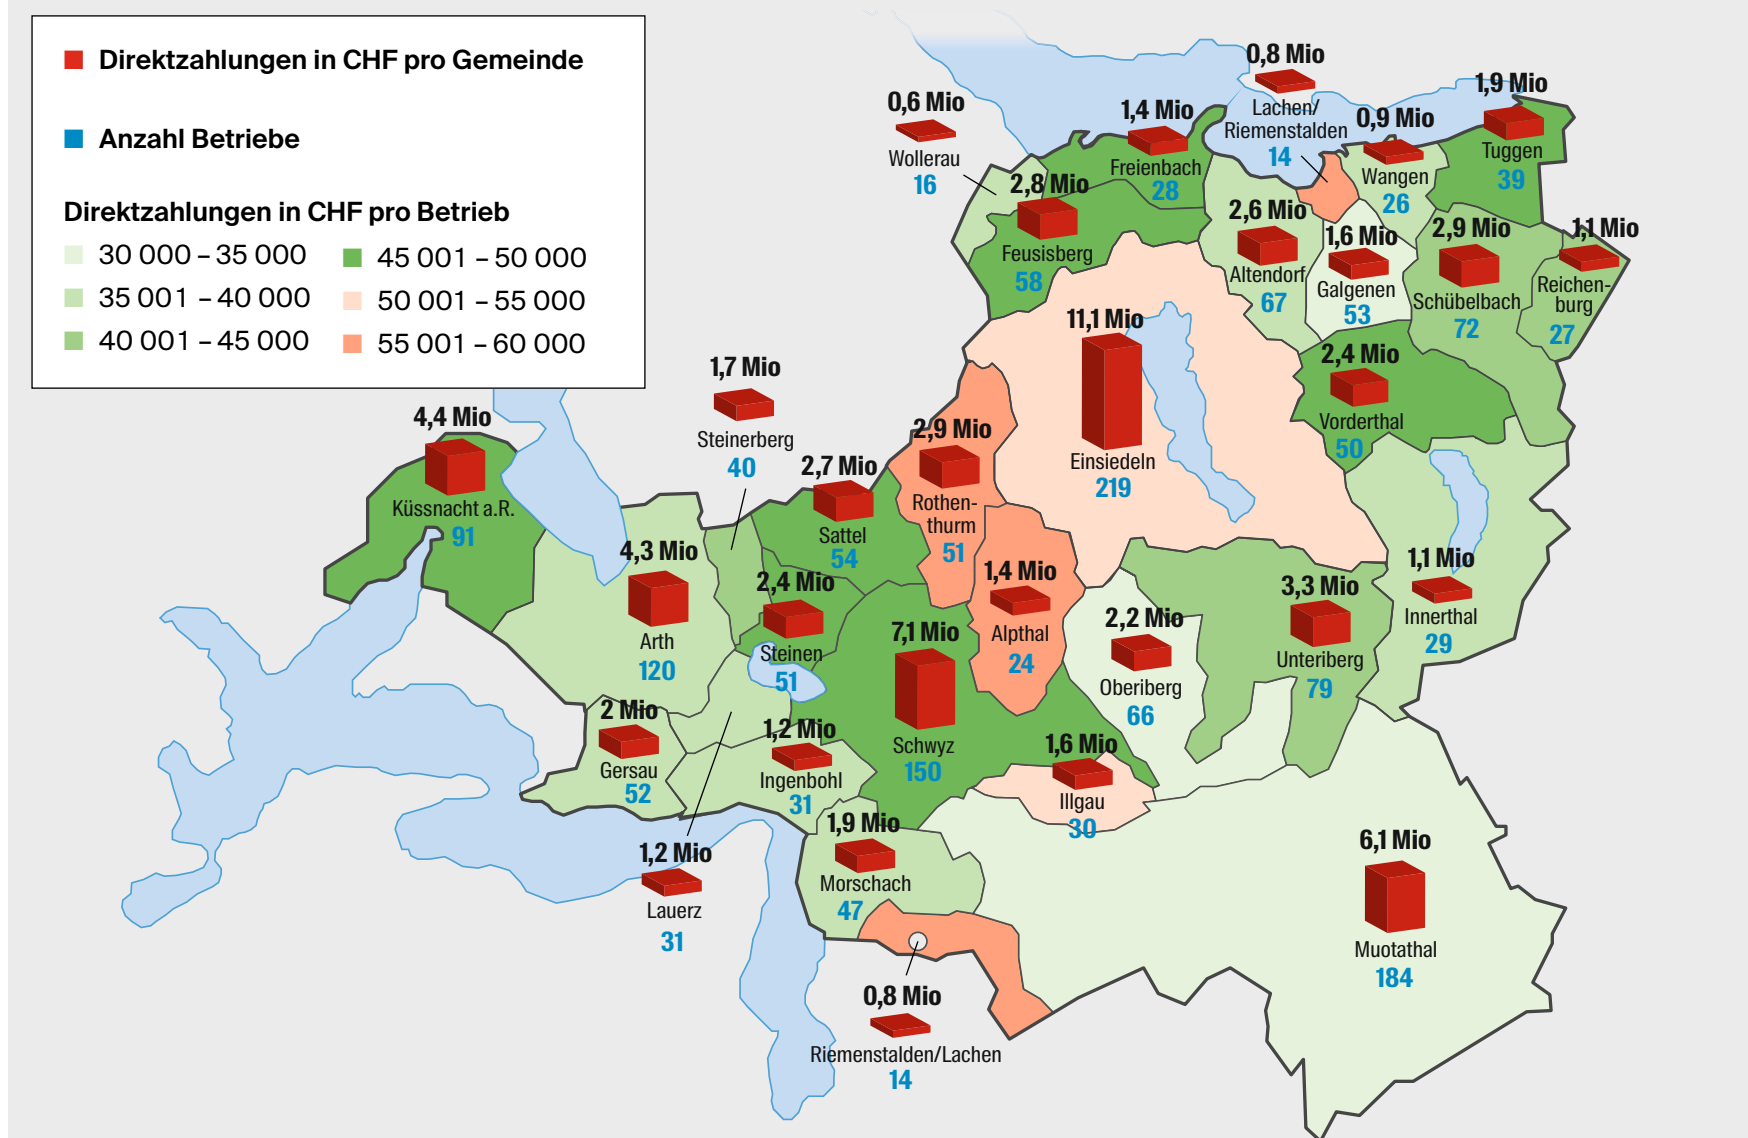 Direktzahlungen in CHF pro Gemeinde
Anzahl Betriebe
Direktzahlungen in CHF pro Betrieb
30 000 – 35 000
35 001 – 40 000
40 001 – 45 000
45 001 – 50 000
50 001 – 55 000
55 001 – 60 000
0,6 Mio
Wollerau
16
1,4 Mio
Freienbach
28
0,8 Mio
Lachen/
Riemenstalden
14
0,9 Mio
Wangen
26
1,9 Mio
Tuggen
39
2,8 Mio
Feusisberg
58
2,6 Mio
Altendorf
67
1,6 Mio
Galgenen
53
2,9 Mio
Schübelbach
72
1,1 Mio
Reichen-
burg
27
11,1 Mio
Einsiedeln
219
2,4 Mio
Vorderthal
50
1,7 Mio
Steinerberg
40
4,4 Mio
Küssnacht a.R.
91
2,7 Mio
Sattel
54
2,9 Mio
Rothen-
thurm
51
4,3 Mio
Arth
120
2,4 Mio
Steinen
51
1,4 Mio
Alpthal
24
1,1 Mio
Innerthal
29
3,3 Mio
Unteriberg
79
2,2 Mio
Oberiberg
66
7,1 Mio
Schwyz
150
2 Mio
Gersau
52
1,2 Mio
Ingenbohl
31
1,6 Mio
Illgau
30
1,2 Mio
Lauerz
31
1,9 Mio
Morschach
47
6,1 Mio
Muotathal
184
0,8 Mio
Riemenstalden/Lachen
14